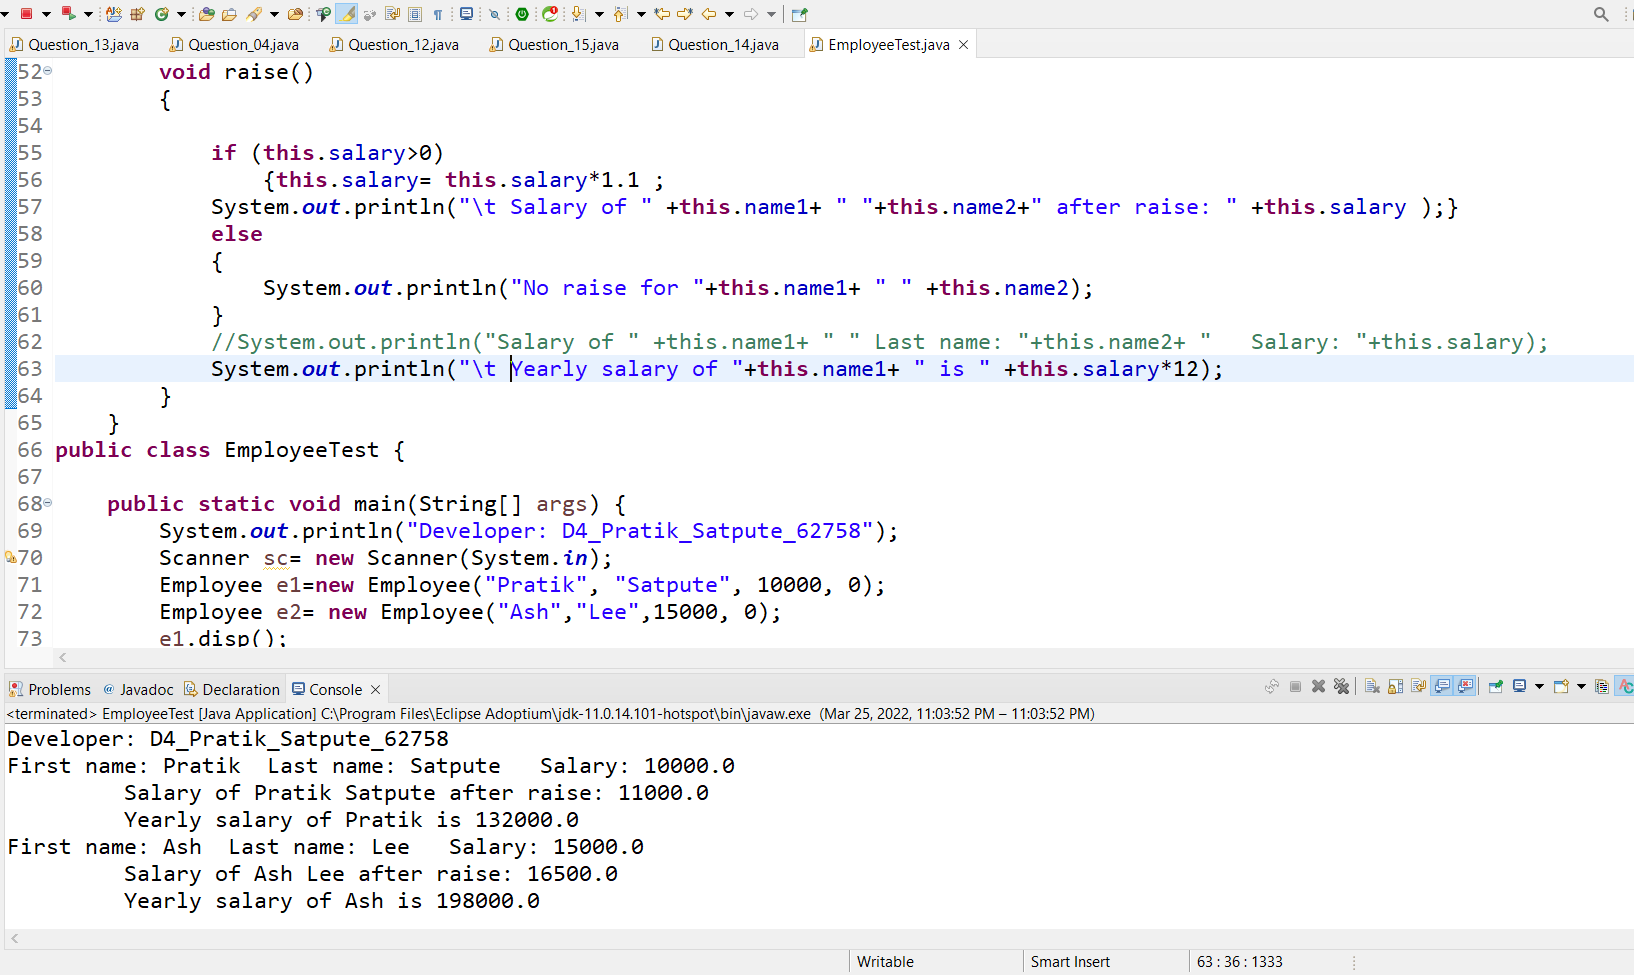 Question_13.java Question_04.java Question_12.java Question_15.java Question_14.java EmployeeTest.java
52 void raise()
53 {
54
55 if (this.salary>0)
56 {this.salary= this.salary*1.1 ;
57 System.out.println("\t Salary of " +this.name1+ " "+this.name2+" after raise: " +this.salary );}
58 else
59 {
60 System.out.println("No raise for "+this.name1+ " " +this.name2);
61 }
62 //System.out.println("Salary of " +this.name1+ " " Last name: "+this.name2+ "   Salary: "+this.salary);
63 System.out.println("\t Yearly salary of "+this.name1+ " is " +this.salary*12);
64 }
65 }
66 public class EmployeeTest {
67
68 public static void main(String[] args) {
69 System.out.println("Developer: D4_Pratik_Satpute_62758");
70 Scanner sc= new Scanner(System.in);
71 Employee e1=new Employee("Pratik", "Satpute", 10000, 0);
72 Employee e2= new Employee("Ash","Lee",15000, 0);
73 e1.disp();
Problems @ Javadoc Declaration Console
<terminated> EmployeeTest [Java Application] C:\Program Files\Eclipse Adoptium\jdk-11.0.14.101-hotspot\bin\javaw.exe (Mar 25, 2022, 11:03:52 PM – 11:03:52 PM)
Developer: D4_Pratik_Satpute_62758
First name: Pratik  Last name: Satpute   Salary: 10000.0
Salary of Pratik Satpute after raise: 11000.0
Yearly salary of Pratik is 132000.0
First name: Ash  Last name: Lee   Salary: 15000.0
Salary of Ash Lee after raise: 16500.0
Yearly salary of Ash is 198000.0
Writable Smart Insert 63 : 36 : 1333